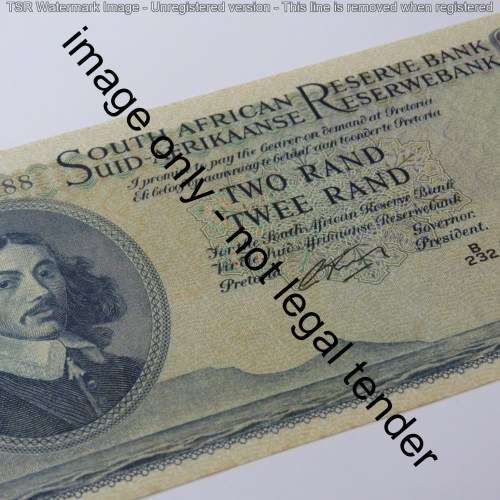 TSR Watermark Image - Unregistered version - This line is removed when registered
image only - not legal tender
SOUTH AFRICAN RESERVE BANK
SUID-AFRIKAANSE RESERWEBANK
I promise to pay the bearer on demand at Pretoria
Ek beloof op aanvraag te betaal aan toonder te Pretoria
88
TWO RAND
TWEE RAND
For the South African Reserve Bank
Vir die Suid-Afrikaanse Reserwebank
Governor.
President.
Pretoria
B
232